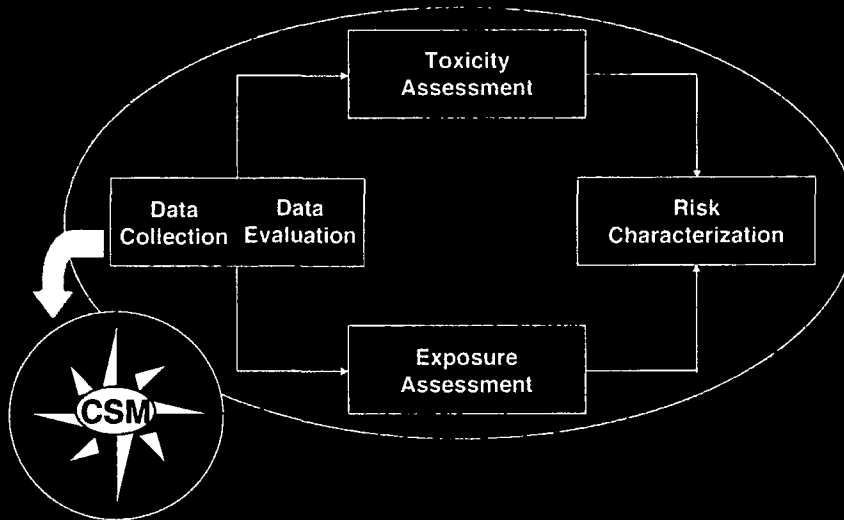 Toxicity
Assessment
Data
Collection
Data
Evaluation
Risk
Characterization
Exposure
Assessment
CSM